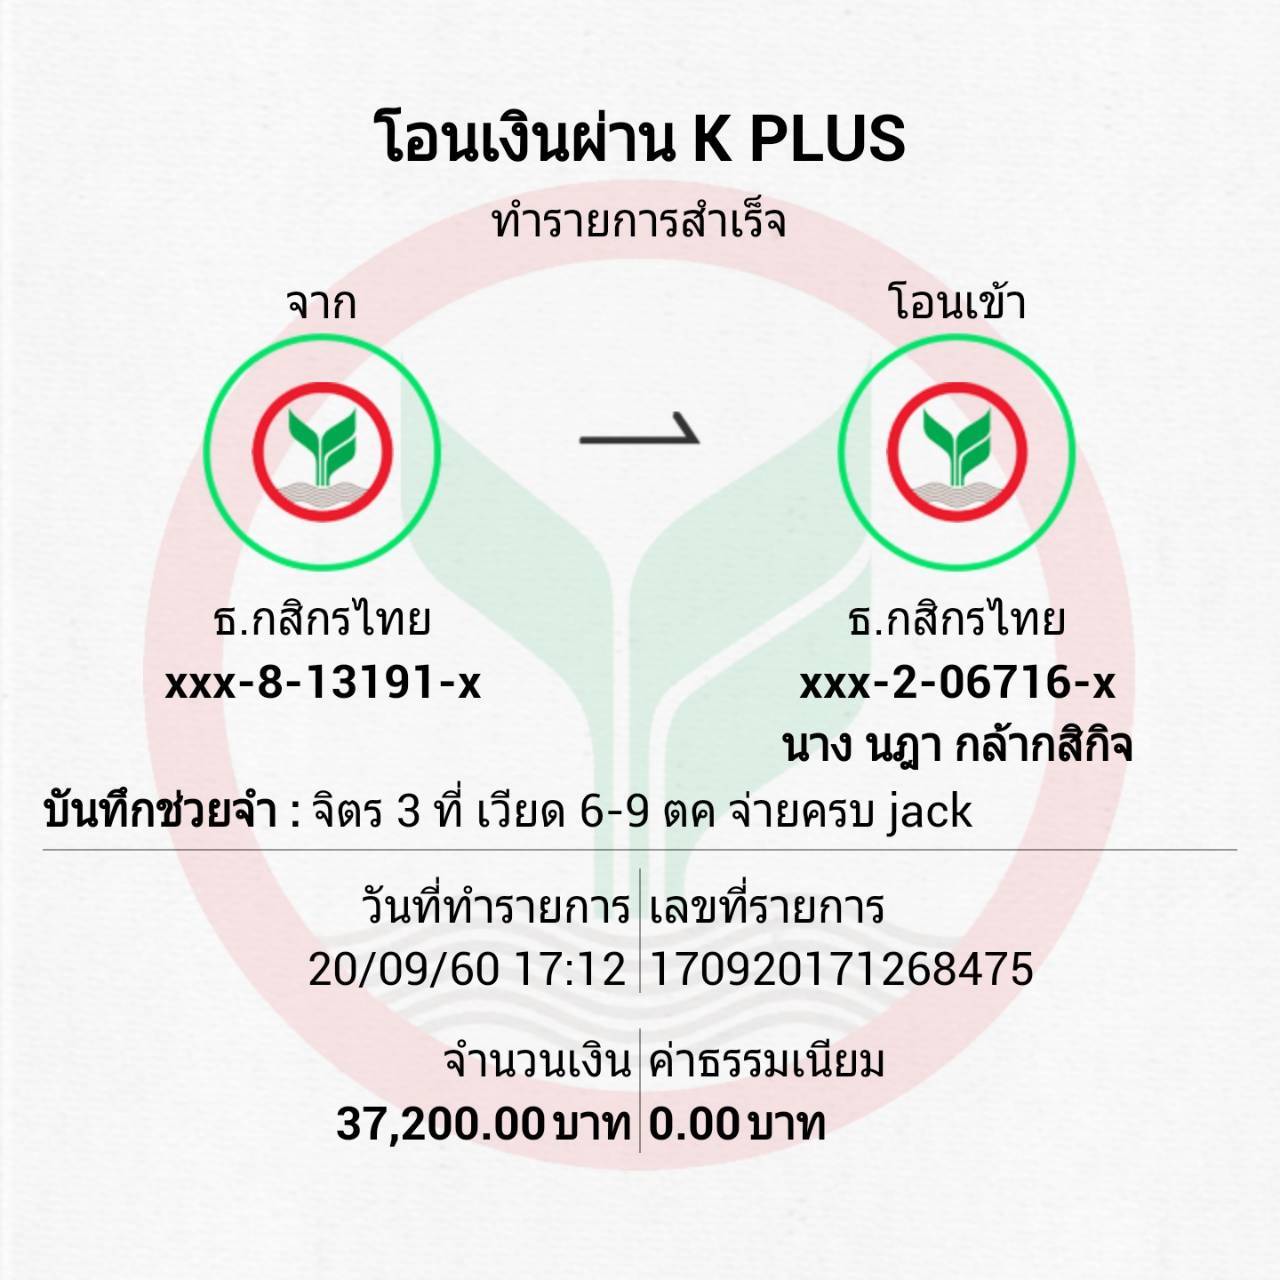 โอนเงินผ่าน K PLUS
ทำรายการสำเร็จ
จาก
โอนเข้า
ธ.กสิกรไทย
xxx-8-13191-x
ธ.กสิกรไทย
xxx-2-06716-x
นาง นฎา กล้ากสิกิจ
บันทึกช่วยจำ : จิตร 3 ที่ เวียด 6-9 ตค จ่ายครบ jack
วันที่ทำรายการ
20/09/60 17:12
เลขที่รายการ
170920171268475
จำนวนเงิน
37,200.00 บาท
ค่าธรรมเนียม
0.00 บาท